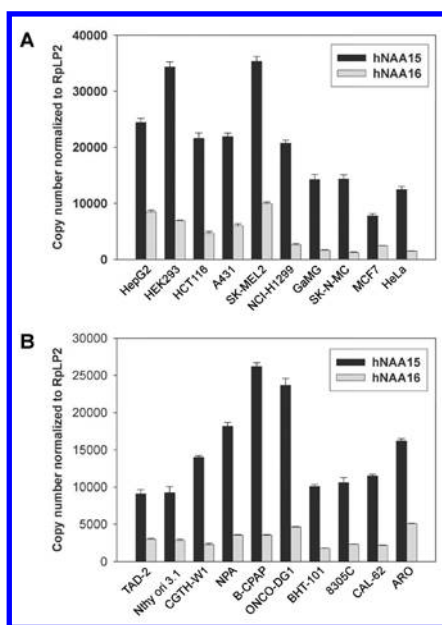 A
Copy number normalized to RpLP2
40000
30000
20000
10000
0
hNAA15
hNAA16
HepG2
HEK293
HCT116
A431
SK-MEL2
NCI-H1299
GaMG
SK-N-MC
MCF7
HeLa
B
Copy number normalized to RpLP2
30000
25000
20000
15000
10000
5000
0
hNAA15
hNAA16
TAD-2
Nthy ori 3.1
CGTH-W1
NPA
B-CPAP
ONCO-DG1
BHT-101
8305C
CAL-62
ARO